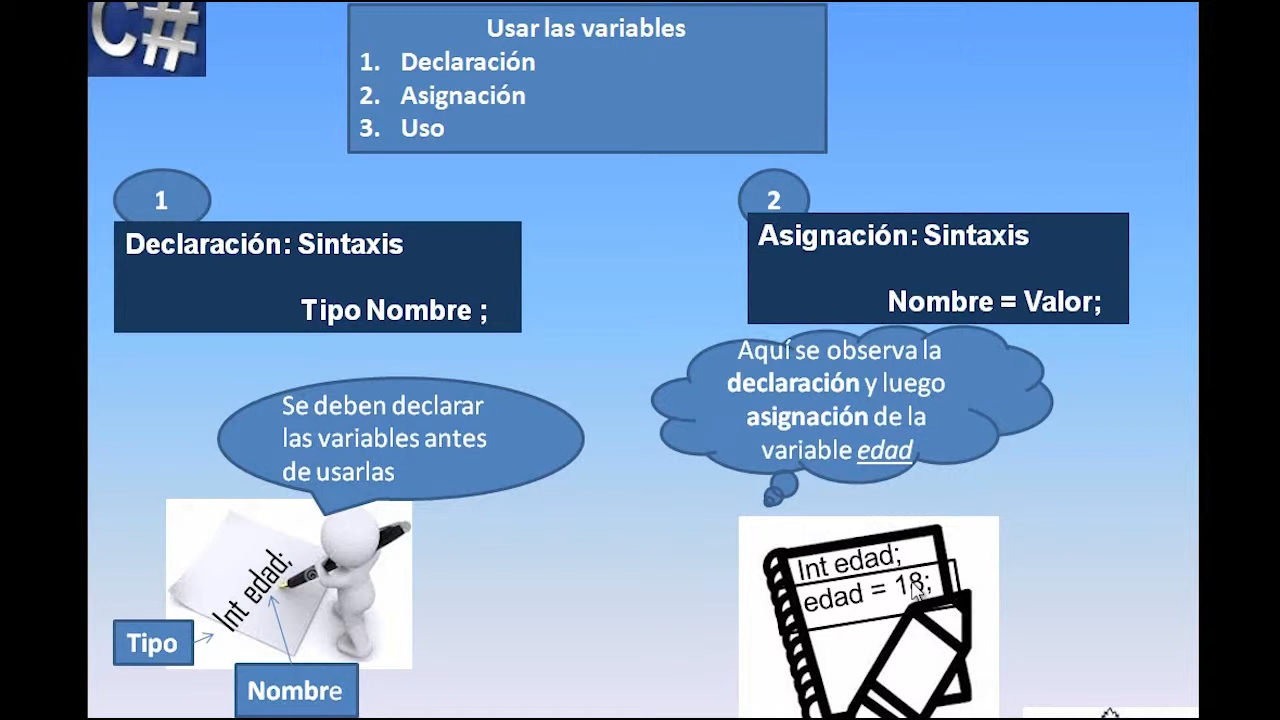 C#
Usar las variables
1. Declaración
2. Asignación
3. Uso
1
Declaración: Sintaxis
Tipo Nombre ;
2
Asignación: Sintaxis
Nombre = Valor;
Se deben declarar
las variables antes
de usarlas
Aquí se observa la
declaración y luego
asignación de la
variable edad
Int edad;
Tipo
Nombre
Int edad;
edad = 18;